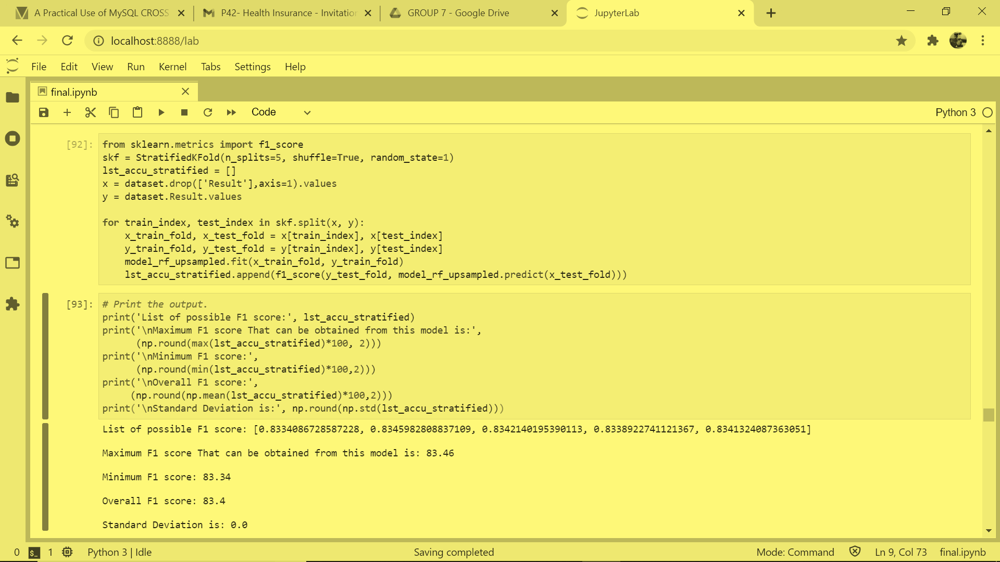 A Practical Use of MySQL CROSS
P42- Health Insurance - Invitation
GROUP 7 - Google Drive
JupyterLab
localhost:8888/lab
File Edit View Run Kernel Tabs Settings Help
final.ipynb
Code
Python 3
[92]:
from sklearn.metrics import f1_score
skf = StratifiedKFold(n_splits=5, shuffle=True, random_state=1)
lst_accu_stratified = []
x = dataset.drop(['Result'],axis=1).values
y = dataset.Result.values
for train_index, test_index in skf.split(x, y):
    x_train_fold, x_test_fold = x[train_index], x[test_index]
    y_train_fold, y_test_fold = y[train_index], y[test_index]
    model_rf_upsampled.fit(x_train_fold, y_train_fold)
    lst_accu_stratified.append(f1_score(y_test_fold, model_rf_upsampled.predict(x_test_fold)))
[93]:
# Print the output.
print('List of possible F1 score:', lst_accu_stratified)
print('\nMaximum F1 score That can be obtained from this model is:',
      (np.round(max(lst_accu_stratified)*100, 2)))
print('\nMinimum F1 score:',
      (np.round(min(lst_accu_stratified)*100,2)))
print('\nOverall F1 score:',
     (np.round(np.mean(lst_accu_stratified)*100,2)))
print('\nStandard Deviation is:', np.round(np.std(lst_accu_stratified)))
List of possible F1 score: [0.8334086728587228, 0.8345982808837109, 0.8342140195390113, 0.8338922741121367, 0.8341324087363051]
Maximum F1 score That can be obtained from this model is: 83.46
Minimum F1 score: 83.34
Overall F1 score: 83.4
Standard Deviation is: 0.0
0 $_ 1 Python 3 | Idle
Saving completed
Mode: Command
Ln 9, Col 73
final.ipynb